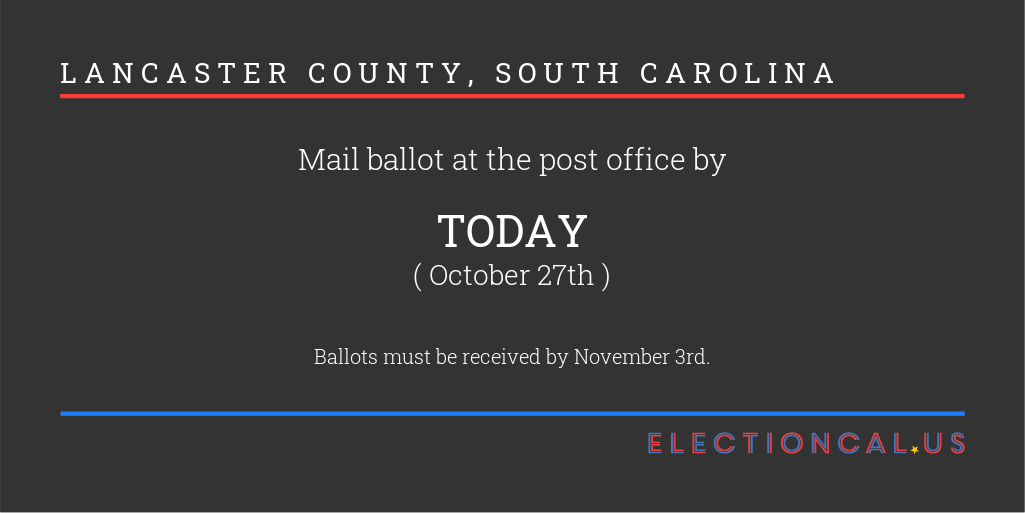 LANCASTER COUNTY, SOUTH CAROLINA
Mail ballot at the post office by
TODAY
( October 27th )
Ballots must be received by November 3rd.
ELECTIONCAL.US